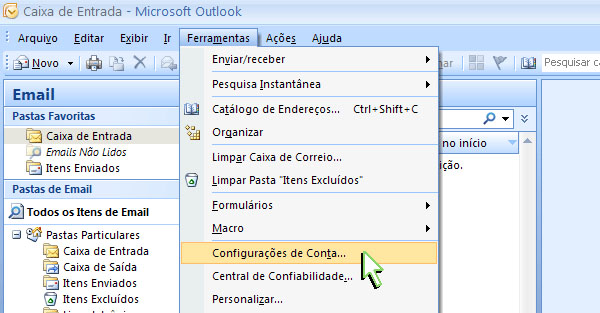 Caixa de Entrada - Microsoft Outlook
Arquivo Editar Exibir Ir Ferramentas Ações Ajuda
Novo
Pesquisar c
Email
Pastas Favoritas
Caixa de Entrada
Emails Não Lidos
Itens Enviados
Pastas de Email
Todos os Itens de Email
Pastas Particulares
Caixa de Entrada
Caixa de Saída
Itens Enviados
Itens Excluídos
Enviar/receber
Pesquisa Instantânea
Catálogo de Endereços... Ctrl+Shift+C
Organizar
Limpar Caixa de Correio...
Limpar Pasta "Itens Excluídos"
Formulários
Macro
Configurações de Conta...
Central de Confiabilidade...
Personalizar...
no início
ição.